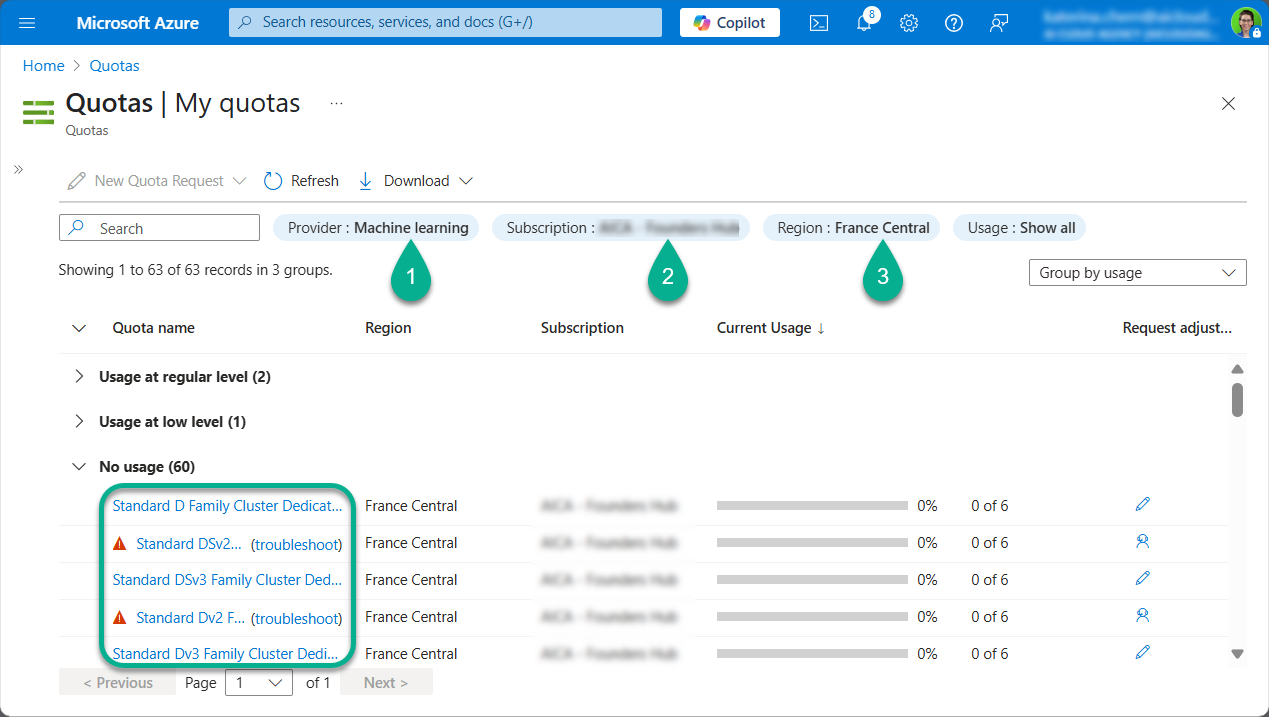 Microsoft Azure
Search resources, services, and docs (G+/)
Copilot
8
Home > Quotas
Quotas | My quotas ...
Quotas
New Quota Request
Refresh
Download
Search
Provider : Machine learning
Subscription :
Region : France Central
Usage : Show all
1
2
3
Showing 1 to 63 of 63 records in 3 groups.
Group by usage
Quota name Region Subscription Current Usage ↓ Request adjust...
Usage at regular level (2)
Usage at low level (1)
No usage (60)
Standard D Family Cluster Dedicat... France Central 0% 0 of 6
Standard DSv2... (troubleshoot) France Central 0% 0 of 6
Standard DSv3 Family Cluster Ded... France Central 0% 0 of 6
Standard Dv2 F... (troubleshoot) France Central 0% 0 of 6
Standard Dv3 Family Cluster Dedi... France Central 0% 0 of 6
< Previous Page 1 of 1 Next >